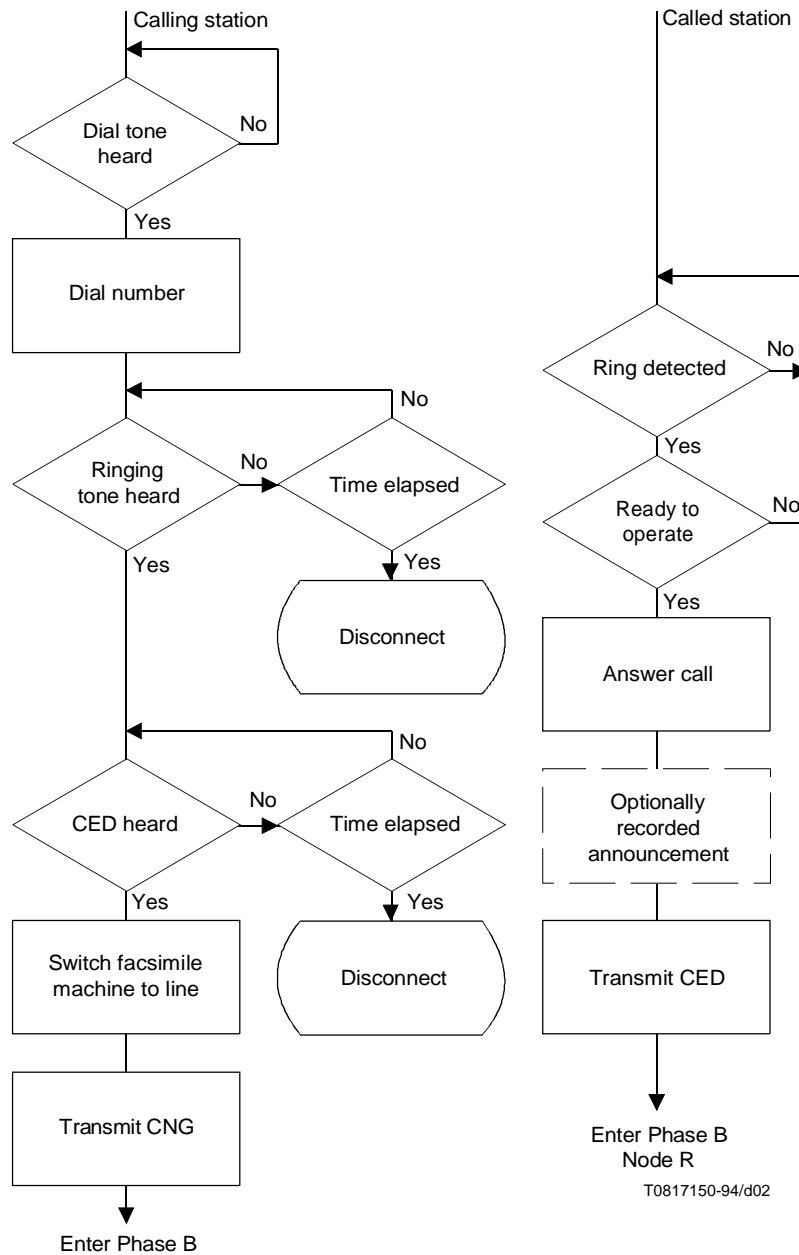 Calling station
Dial tone
heard
No
Yes
Dial number
No
Ringing
tone heard
No
Time elapsed
Yes
Yes
Disconnect
No
CED heard
No
Time elapsed
Yes
Yes
Switch facsimile
machine to line
Disconnect
Transmit CNG
Enter Phase B
Called station
Ring detected
No
Yes
Ready to
operate
No
Yes
Answer call
Optionally
recorded
announcement
Transmit CED
Enter Phase B
Node R
T0817150-94/d02